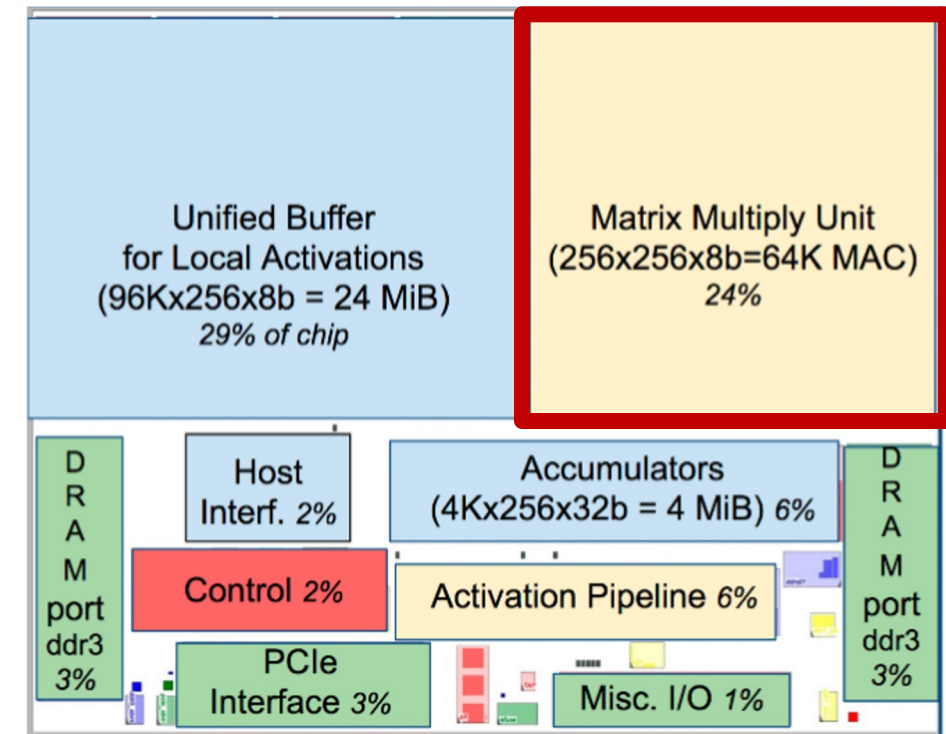 Unified Buffer
for Local Activations
(96Kx256x8b = 24 MiB)
29% of chip
Matrix Multiply Unit
(256x256x8b=64K MAC)
24%
D
R
A
M
port
ddr3
3%
Host
Interf. 2%
Accumulators
(4Kx256x32b = 4 MiB) 6%
D
R
A
M
port
ddr3
3%
Control 2%
Activation Pipeline 6%
PCIe
Interface 3%
Misc. I/O 1%